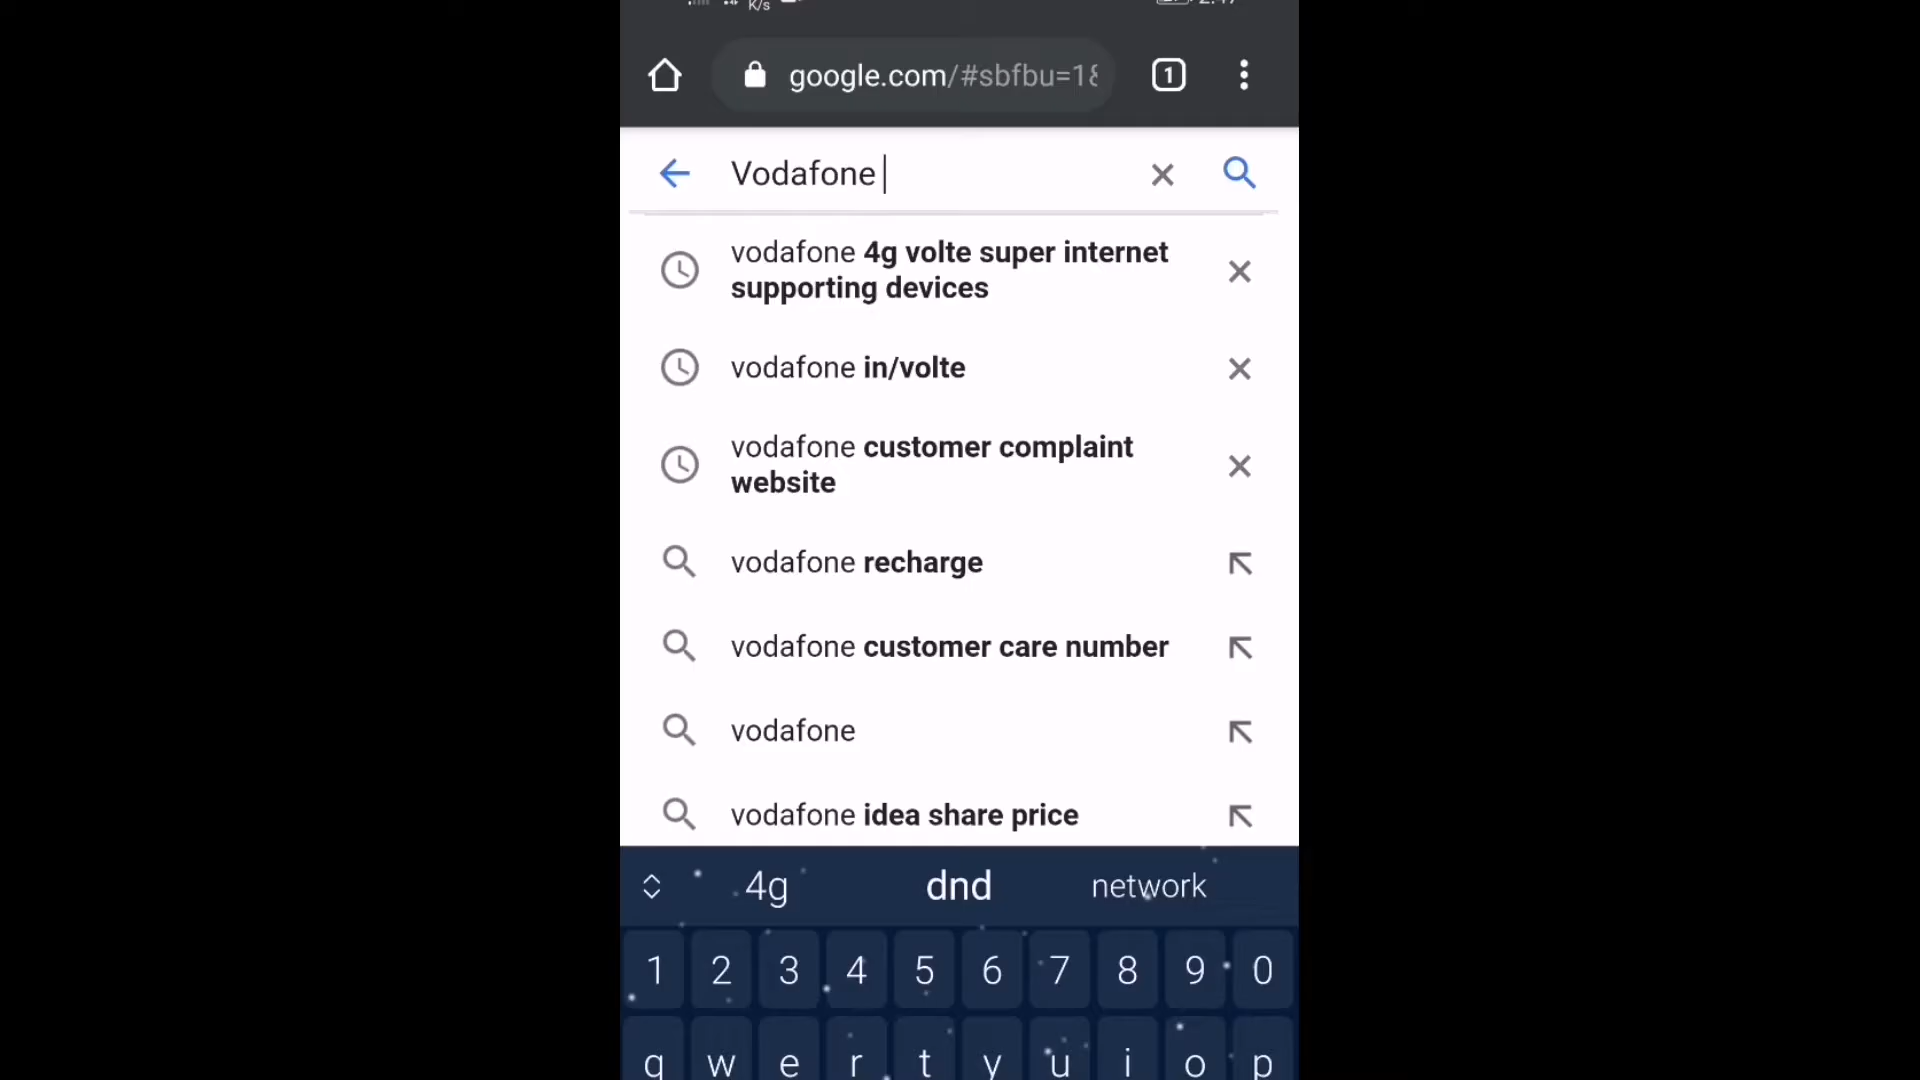 K/s
google.com/#sbfbu=1
Vodafone
vodafone 4g volte super internet
supporting devices
vodafone in/volte
vodafone customer complaint
website
vodafone recharge
vodafone customer care number
vodafone
vodafone idea share price
4g dnd network
1 2 3 4 5 6 7 8 9 0
q w e r t y u i o p